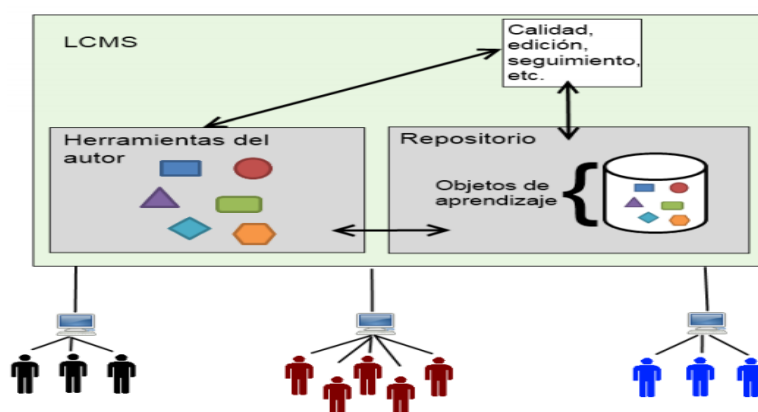 LCMS
Calidad,
edición,
seguimiento,
etc.
Herramientas del
autor
Repositorio
Objetos de
aprendizaje